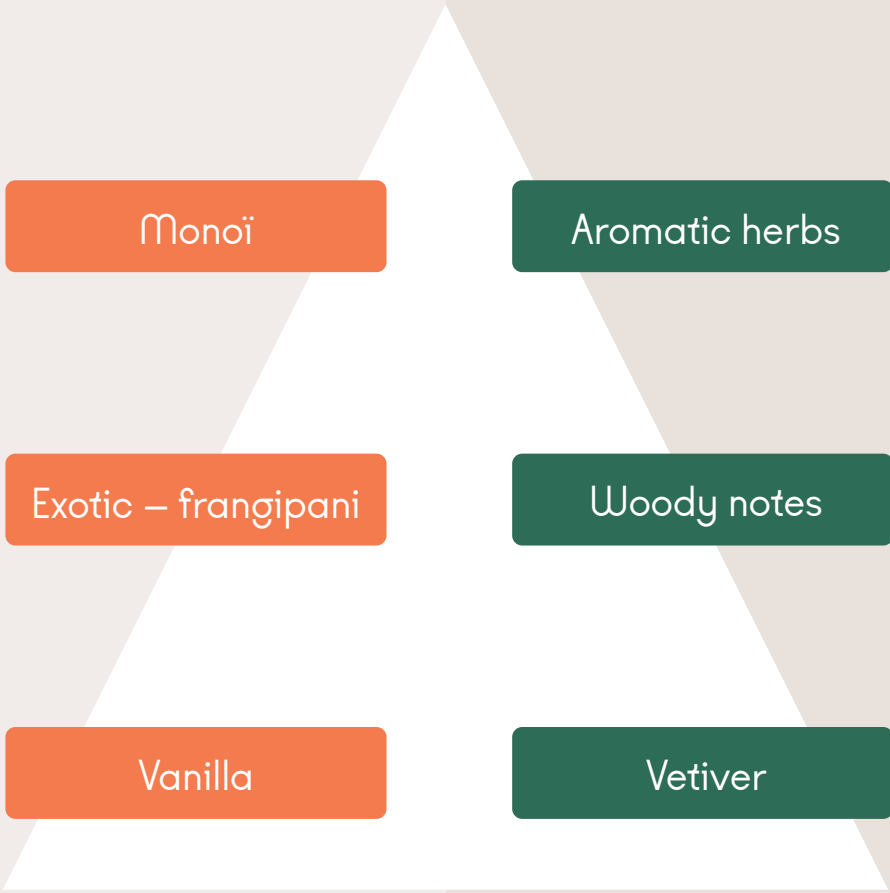 Monoï
Aromatic herbs
Exotic – frangipani
Woody notes
Vanilla
Vetiver